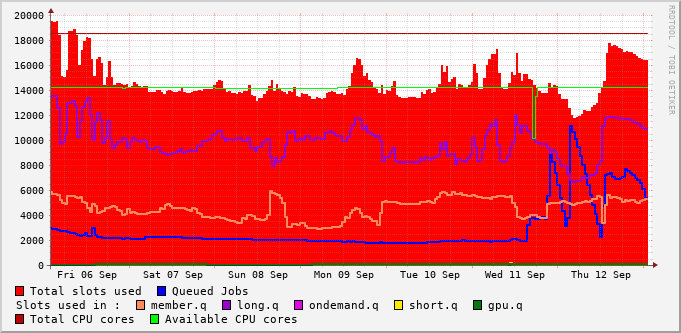 RRDTOOL / TOBI OETIKER
20000
18000
16000
14000
12000
10000
8000
6000
4000
2000
0
Fri 06 Sep Sat 07 Sep Sun 08 Sep Mon 09 Sep Tue 10 Sep Wed 11 Sep Thu 12 Sep
Total slots used Queued Jobs
Slots used in : member.q long.q ondemand.q short.q gpu.q
Total CPU cores Available CPU cores